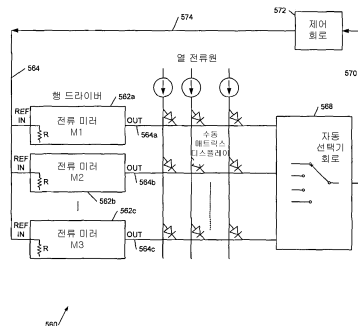 572
574
제어
회로
564
열 전류원
570
행 드라이버
562a
568
REF
IN
전류 미러
M1
OUT
R
564a
수동
매트릭스
디스플레이
자동
선택기
회로
REF
IN
전류 미러
M2
OUT
R
564b
562b
562c
REF
IN
전류 미러
M3
OUT
R
564c
560